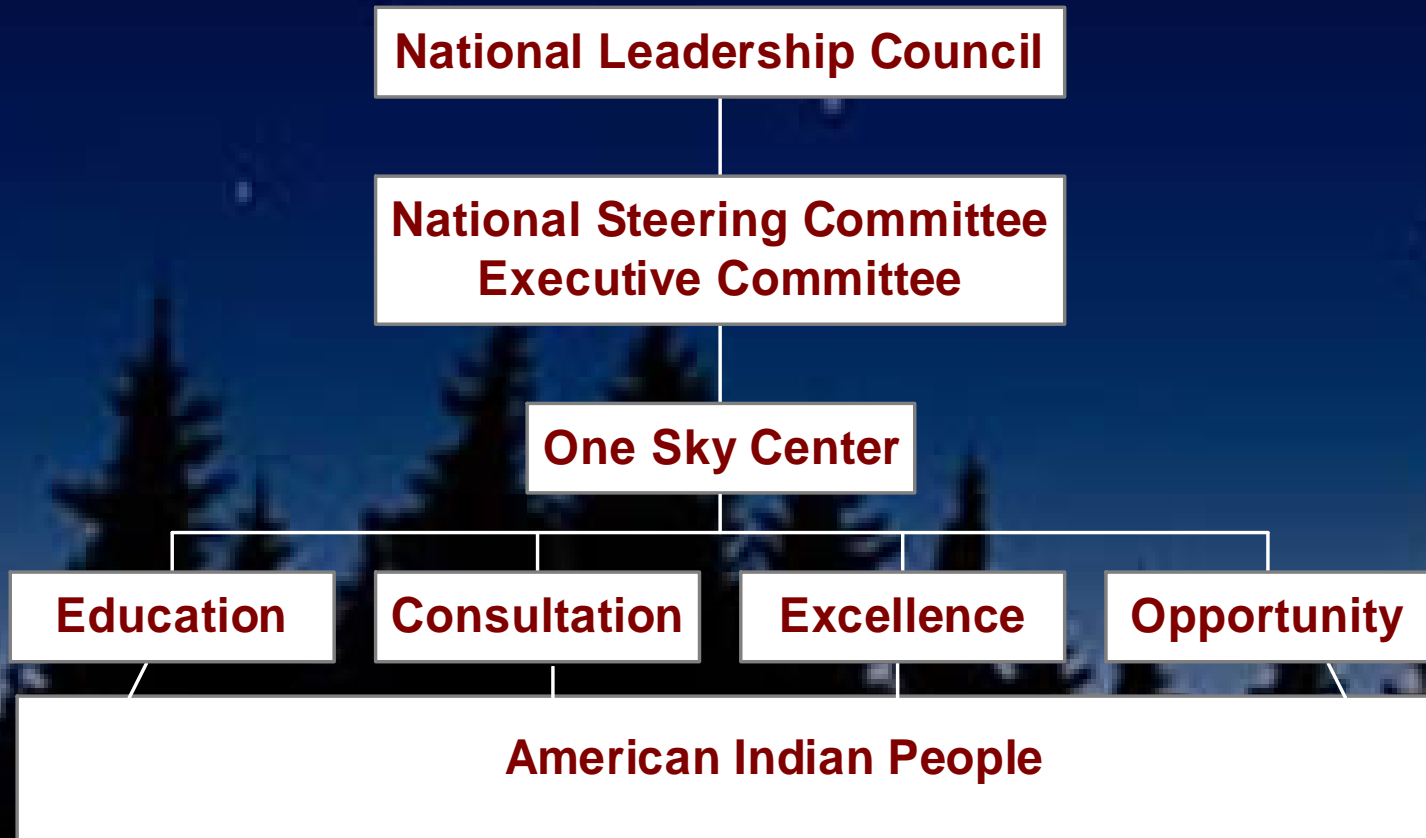 National Leadership Council
National Steering Committee
Executive Committee
One Sky Center
Education
Consultation
Excellence
Opportunity
American Indian People